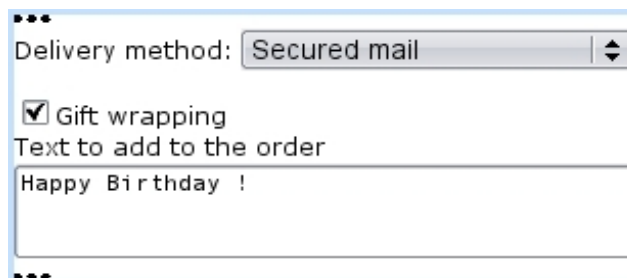 Delivery method: Secured mail
Gift wrapping
Text to add to the order
Happy Birthday !